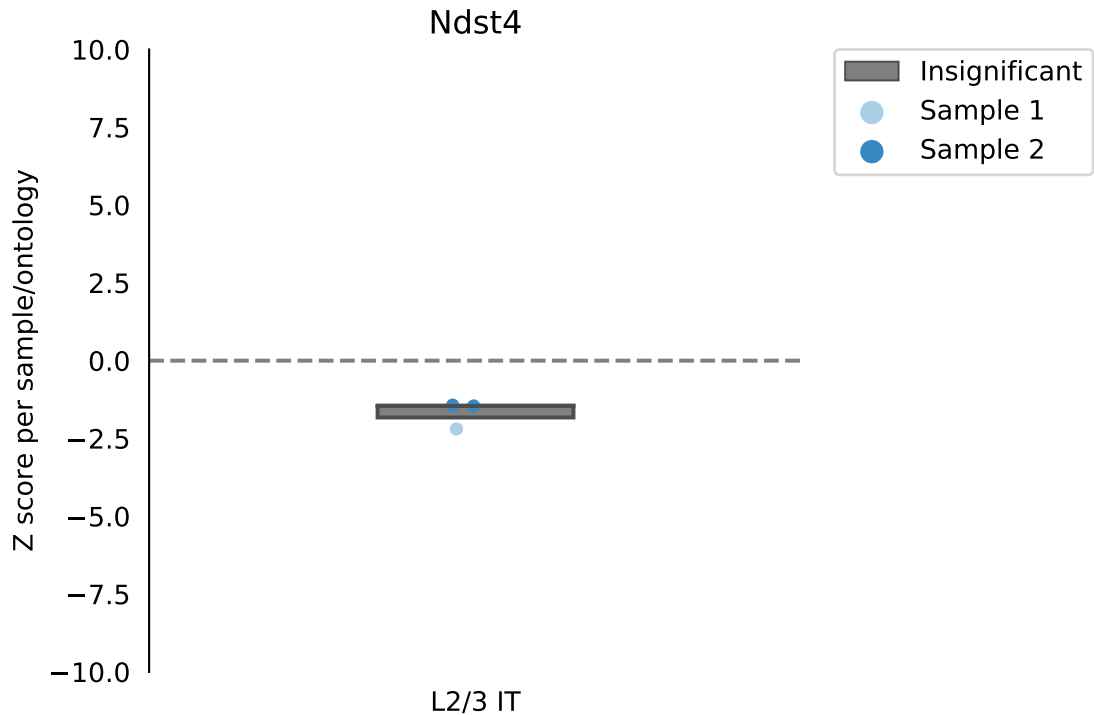 Ndst4
10.0
7.5
5.0
2.5
0.0
−2.5
−5.0
−7.5
−10.0
Z score per sample/ontology
L2/3 IT
Insignificant
Sample 1
Sample 2